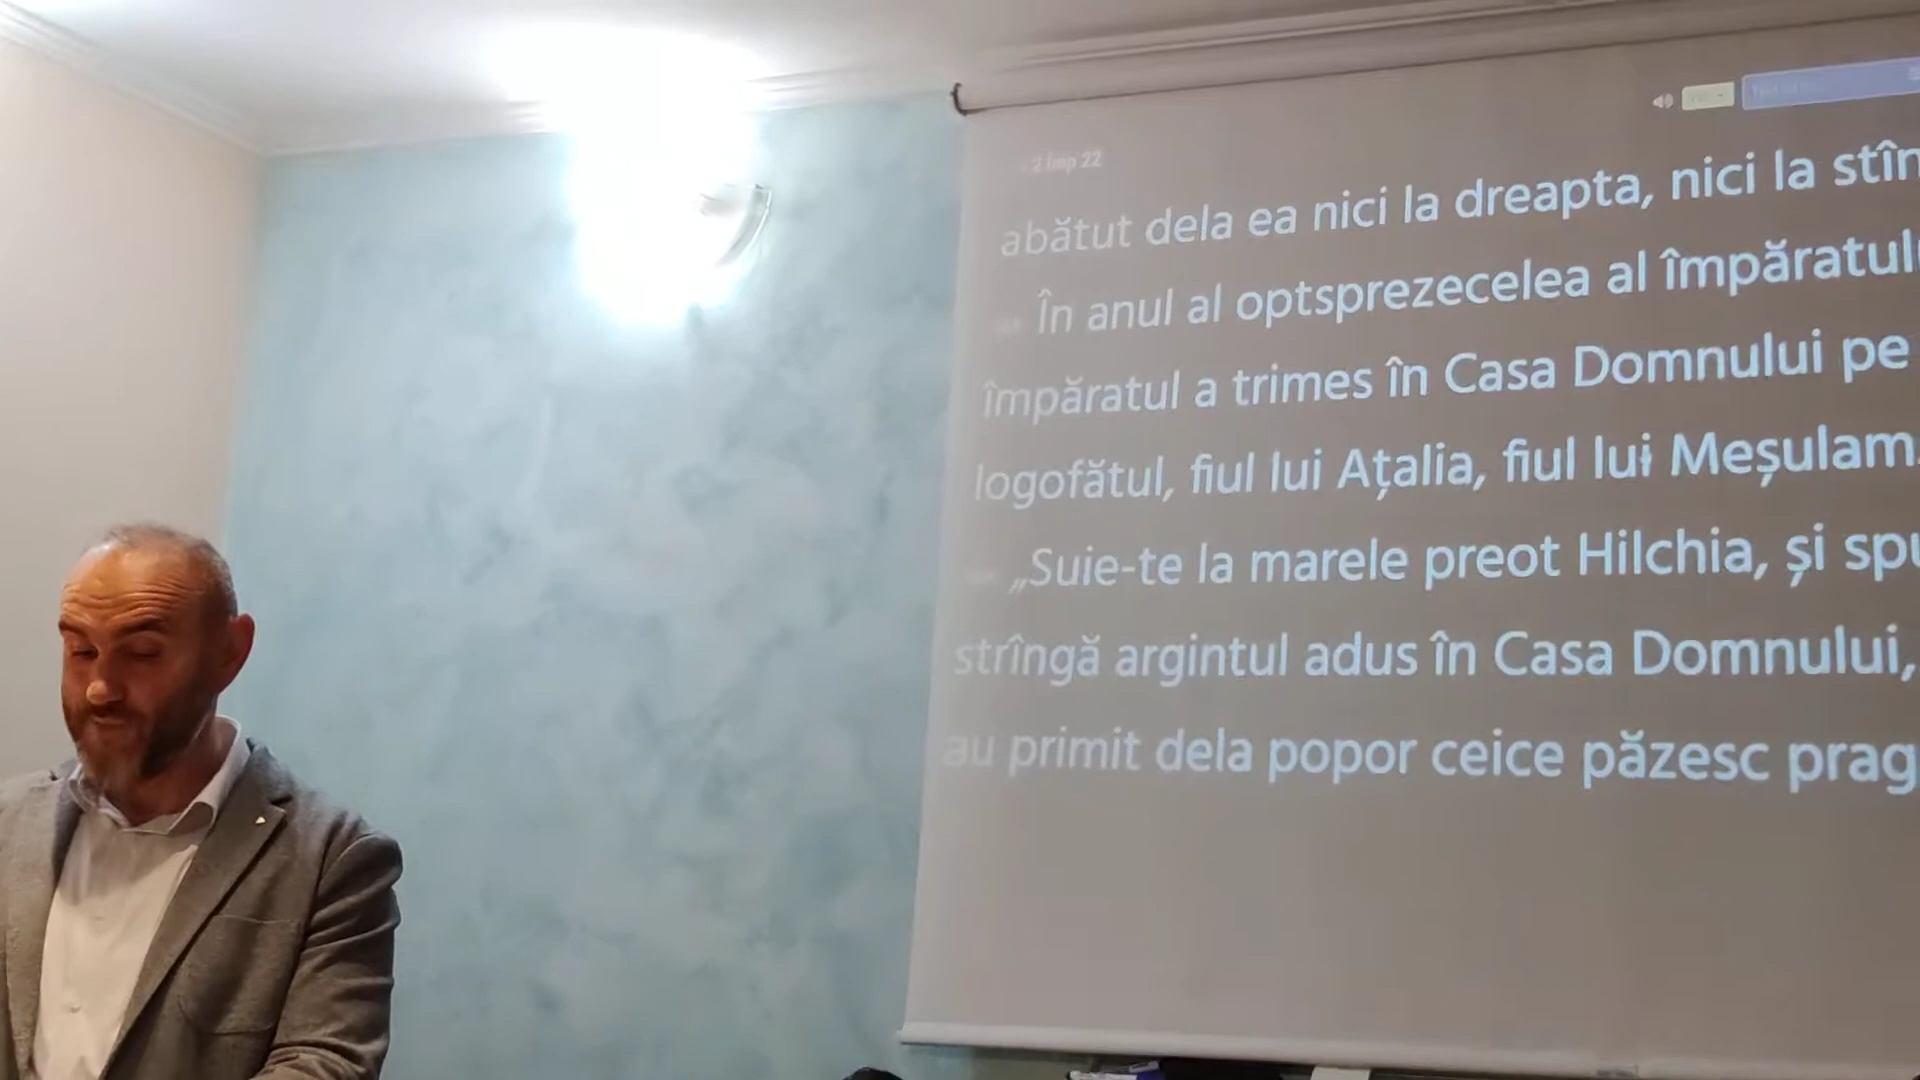 2 Imp 22
abătut dela ea nici la dreapta, nici la stîn
În anul al optsprezecelea al împăratul
împăratul a trimes în Casa Domnului pe
logofătul, fiul lui Ațalia, fiul lui Meșulam
„Suie-te la marele preot Hilchia, și spu
strîngă argintul adus în Casa Domnului,
au primit dela popor ceice păzesc prag